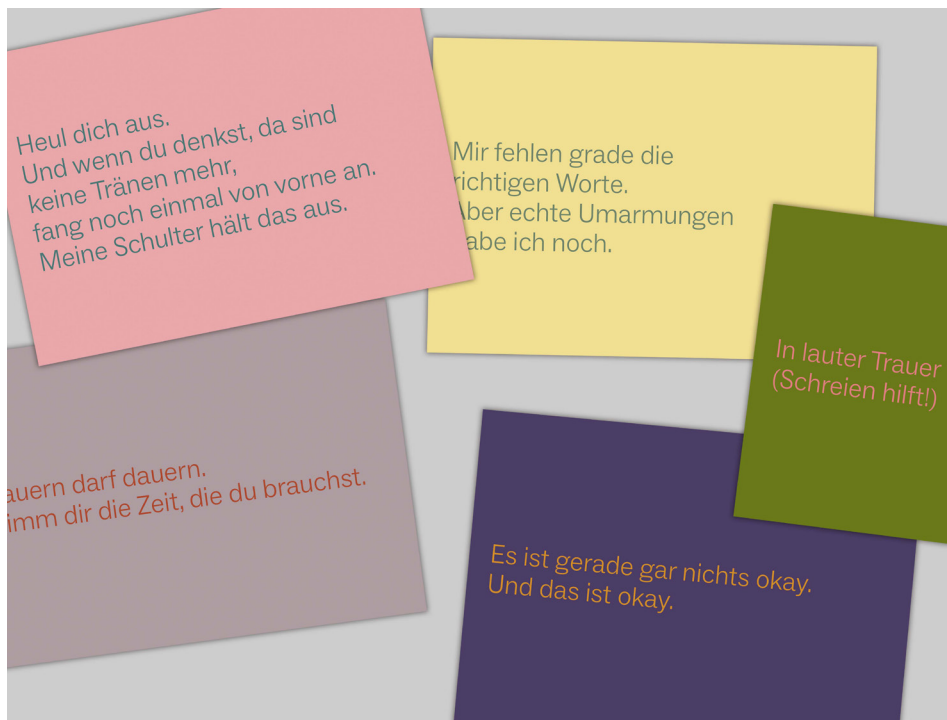 Heul dich aus.
Und wenn du denkst, da sind
keine Tränen mehr,
fang noch einmal von vorne an.
Meine Schulter hält das aus.
Mir fehlen grade die
richtigen Worte.
Aber echte Umarmungen
habe ich noch.
In lauter Trauer
(Schreien hilft!)
auern darf dauern.
imm dir die Zeit, die du brauchst.
Es ist gerade gar nichts okay.
Und das ist okay.